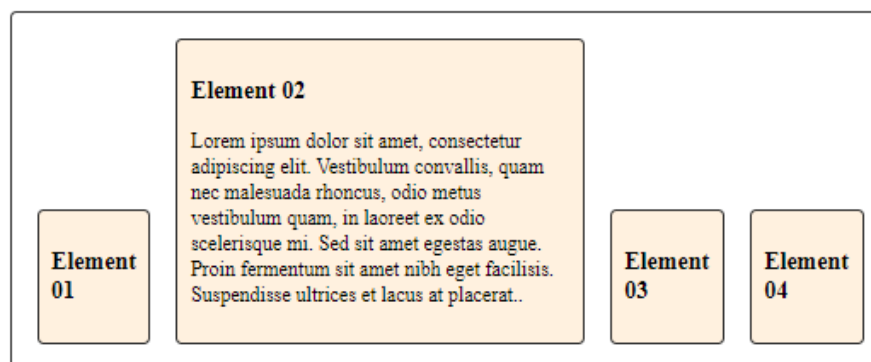 Element 02
Lorem ipsum dolor sit amet, consectetur
adipiscing elit. Vestibulum convallis, quam
nec malesuada rhoncus, odio metus
vestibulum quam, in laoreet ex odio
scelerisque mi. Sed sit amet egestas augue.
Proin fermentum sit amet nibh eget facilisis.
Suspendisse ultrices et lacus at placerat..
Element
01
Element
03
Element
04